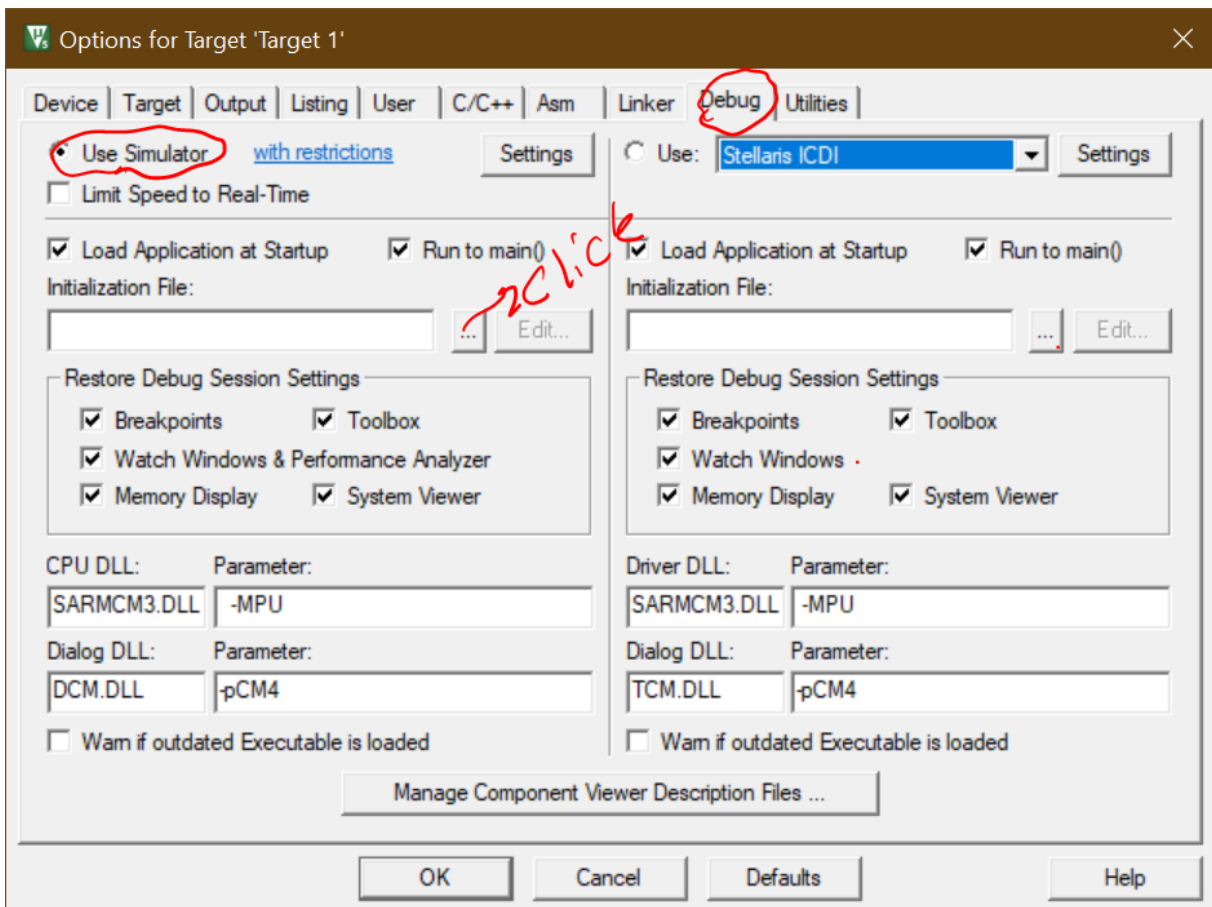 Options for Target 'Target 1'
Device Target Output Listing User C/C++ Asm Linker Debug Utilities
Use Simulator with restrictions Settings Use: Stellaris ICDI Settings
Limit Speed to Real-Time
Load Application at Startup Run to main() Load Application at Startup Run to main()
click
Initialization File: Initialization File:
... Edit... ... Edit...
Restore Debug Session Settings Restore Debug Session Settings
Breakpoints Toolbox Breakpoints Toolbox
Watch Windows & Performance Analyzer Watch Windows
Memory Display System Viewer Memory Display System Viewer
CPU DLL: Parameter: Driver DLL: Parameter:
SARMCM3.DLL -MPU SARMCM3.DLL -MPU
Dialog DLL: Parameter: Dialog DLL: Parameter:
DCM.DLL -pCM4 TCM.DLL -pCM4
Warn if outdated Executable is loaded Warn if outdated Executable is loaded
Manage Component Viewer Description Files ...
OK Cancel Defaults Help